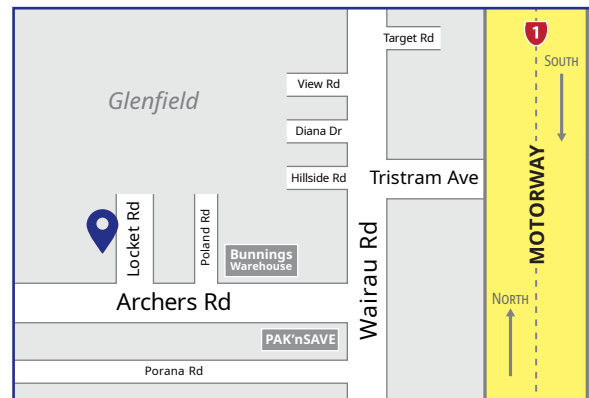 1
Target Rd
SOUTH
View Rd
Glenfield
Diana Dr
Hillside Rd
Tristram Ave
MOTORWAY
Locket Rd
Poland Rd
Bunnings
Warehouse
Wairau Rd
Archers Rd
NORTH
PAK'nSAVE
Porana Rd